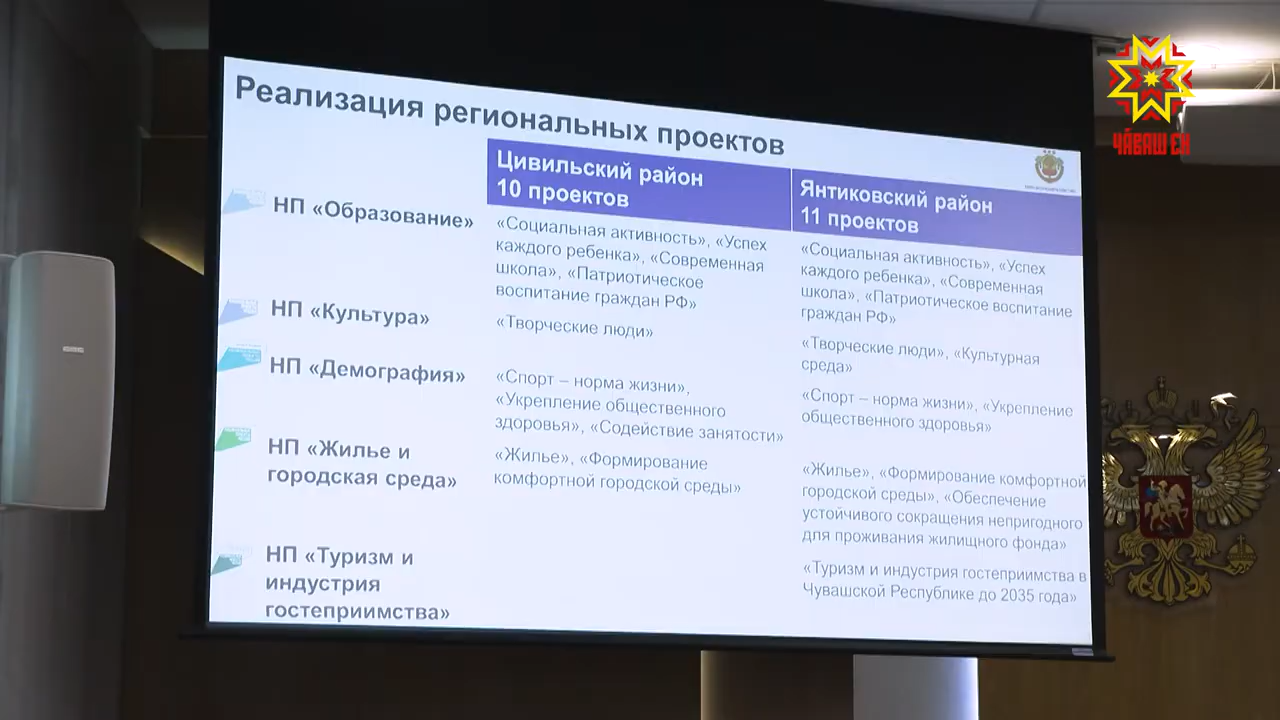 Реализация региональных проектов
ЧӐВАШ ЕН
Цивильский район
10 проектов
Янтиковский район
11 проектов
НП «Образование»
«Социальная активность», «Успех
каждого ребенка», «Современная
школа», «Патриотическое
воспитание граждан РФ»
«Социальная активность», «Успех
каждого ребенка», «Современная
школа», «Патриотическое воспитание
граждан РФ»
НП «Культура»
«Творческие люди»
«Творческие люди», «Культурная
среда»
НП «Демография»
«Спорт – норма жизни»,
«Укрепление общественного
здоровья», «Содействие занятости»
«Спорт – норма жизни», «Укрепление
общественного здоровья»
НП «Жилье и
городская среда»
«Жилье», «Формирование
комфортной городской среды»
«Жилье», «Формирование комфортной
городской среды», «Обеспечение
устойчивого сокращения непригодного
для проживания жилищного фонда»
НП «Туризм и
индустрия
гостеприимства»
«Туризм и индустрия гостеприимства в
Чувашской Республике до 2035 года»